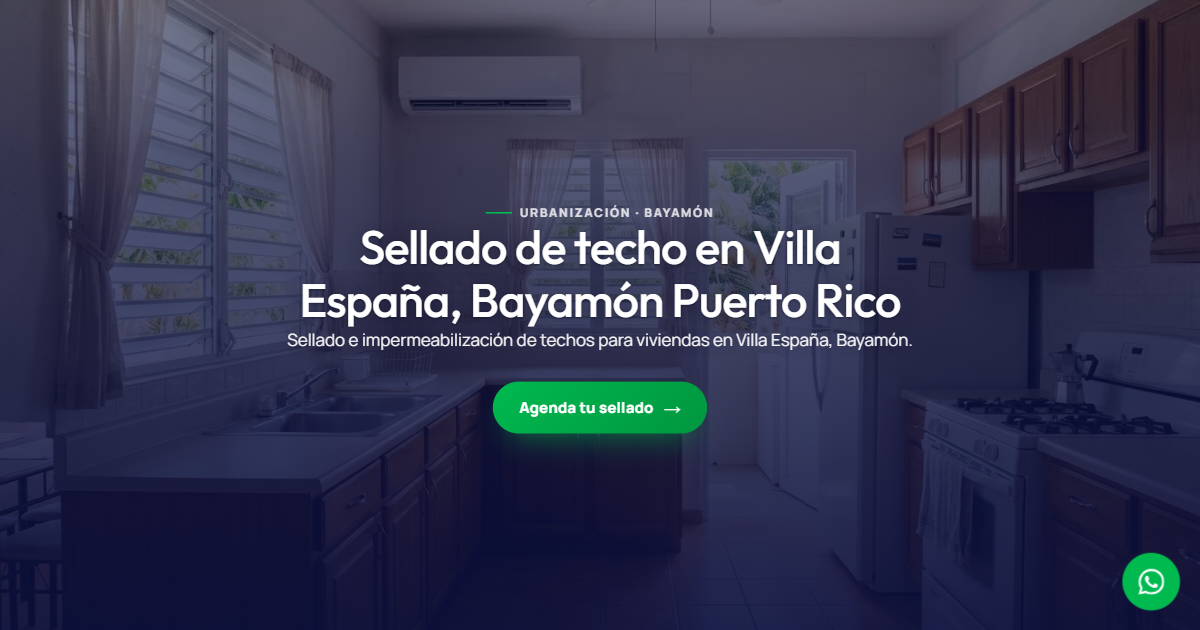 URBANIZACIÓN · BAYAMÓN
Sellado de techo en Villa
España, Bayamón Puerto Rico
Sellado e impermeabilización de techos para viviendas en Villa España, Bayamón.
Agenda tu sellado →